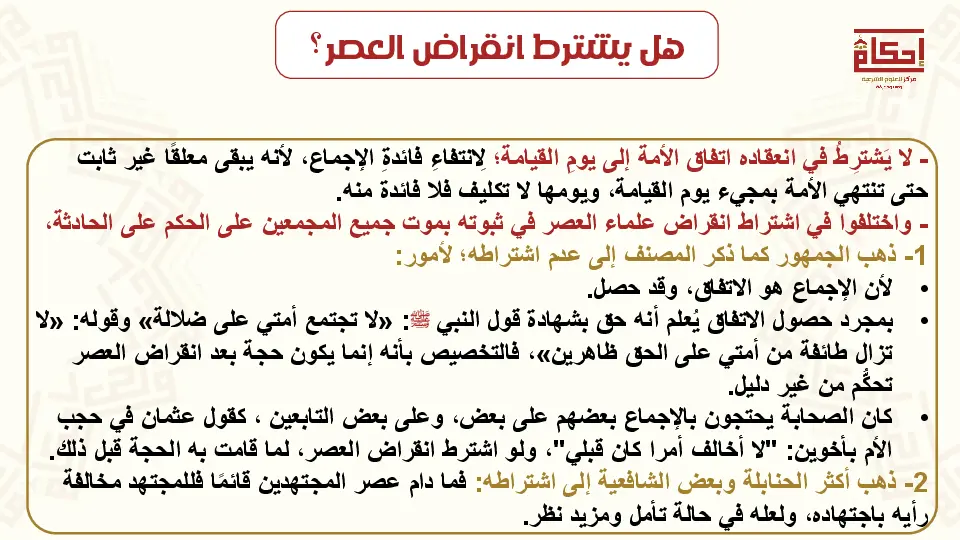 هل يشترط انقراض العصر؟
إحكام
مركز للعلوم الشرعية
- لا يَشترِطُ في انعقاده اتفاق الأمة إلى يومِ القيامة؛ لِانتفاءِ فائدةِ الإجماع، لأنه يبقى معلقًا غير ثابت
حتى تنتهي الأمة بمجيء يوم القيامة، ويومها لا تكليف فلا فائدة منه.
- واختلفوا في اشتراط انقراض علماء العصر في ثبوته بموت جميع المجمعين على الحكم على الحادثة،
1- ذهب الجمهور كما ذكر المصنف إلى عدم اشتراطه؛ لأمور:
• لأن الإجماع هو الاتفاق، وقد حصل.
• بمجرد حصول الاتفاق يُعلم أنه حق بشهادة قول النبي ﷺ: «لا تجتمع أمتي على ضلالة» وقوله: «لا
تزال طائفة من أمتي على الحق ظاهرين»، فالتخصيص بأنه إنما يكون حجة بعد انقراض العصر
تحكُّم من غير دليل.
• كان الصحابة يحتجون بالإجماع بعضهم على بعض، وعلى بعض التابعين ، كقول عثمان في حجب
الأم بأخوين: "لا أخالف أمرا كان قبلي"، ولو اشترط انقراض العصر، لما قامت به الحجة قبل ذلك.
2- ذهب أكثر الحنابلة وبعض الشافعية إلى اشتراطه: فما دام عصر المجتهدين قائمًا فللمجتهد مخالفة
رأيه باجتهاده، ولعله في حالة تأمل ومزيد نظر.